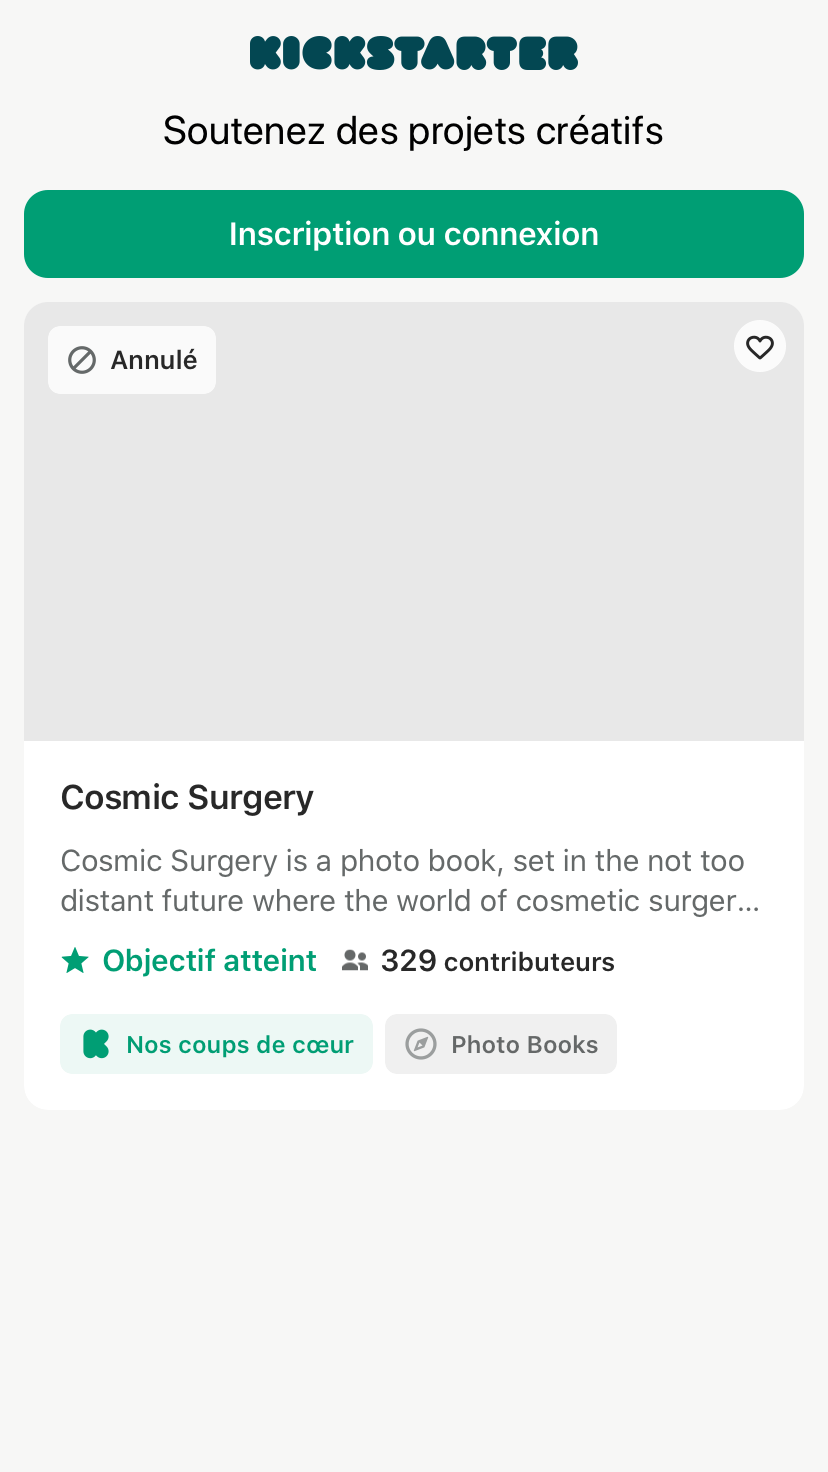 KICKSTARTER
Soutenez des projets créatifs
Inscription ou connexion
Annulé
Cosmic Surgery
Cosmic Surgery is a photo book, set in the not too
distant future where the world of cosmetic surger...
Objectif atteint 329 contributeurs
Nos coups de cœur Photo Books